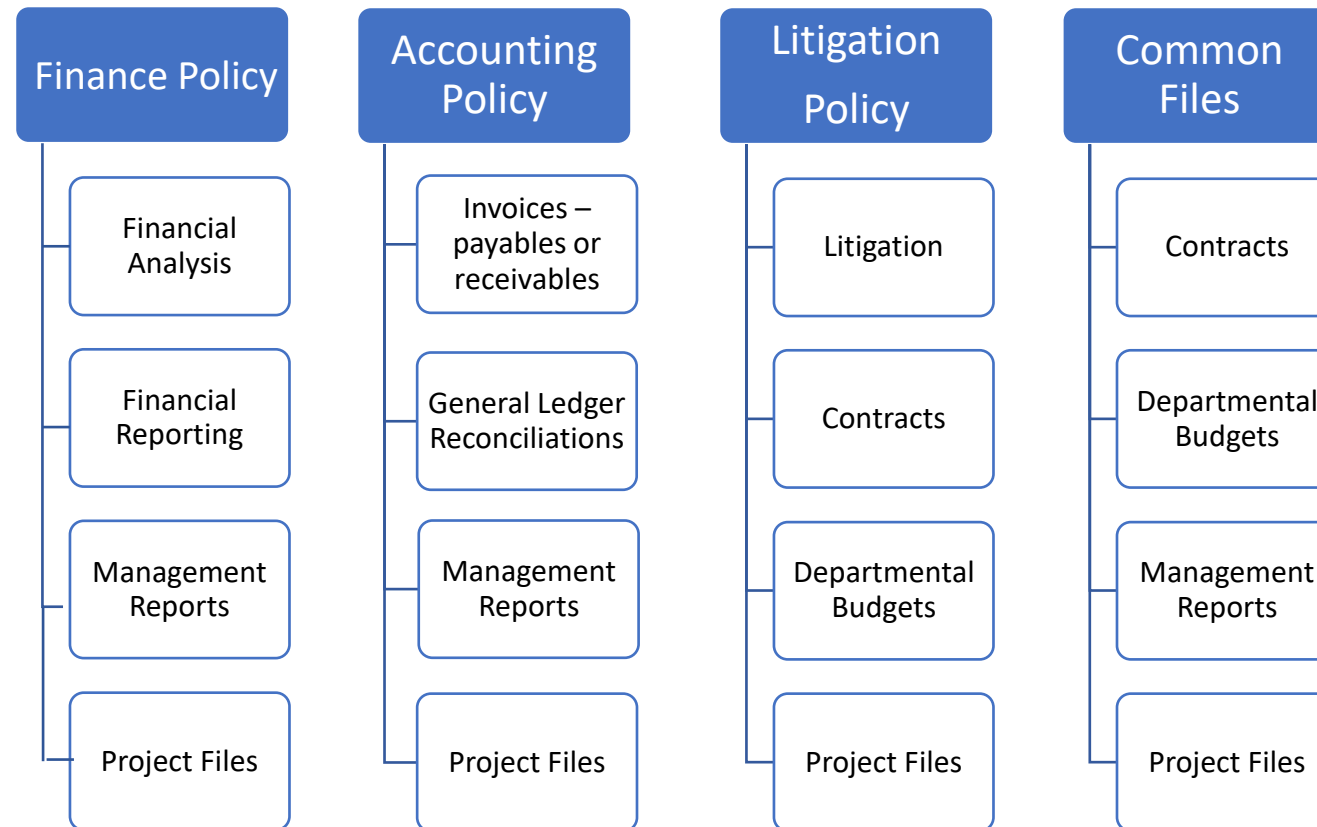 Finance Policy
Financial
Analysis
Financial
Reporting
Management
Reports
Project Files
Accounting
Policy
Invoices –
payables or
receivables
General Ledger
Reconciliations
Management
Reports
Project Files
Litigation
Policy
Litigation
Contracts
Departmental
Budgets
Project Files
Common
Files
Contracts
Departmental
Budgets
Management
Reports
Project Files